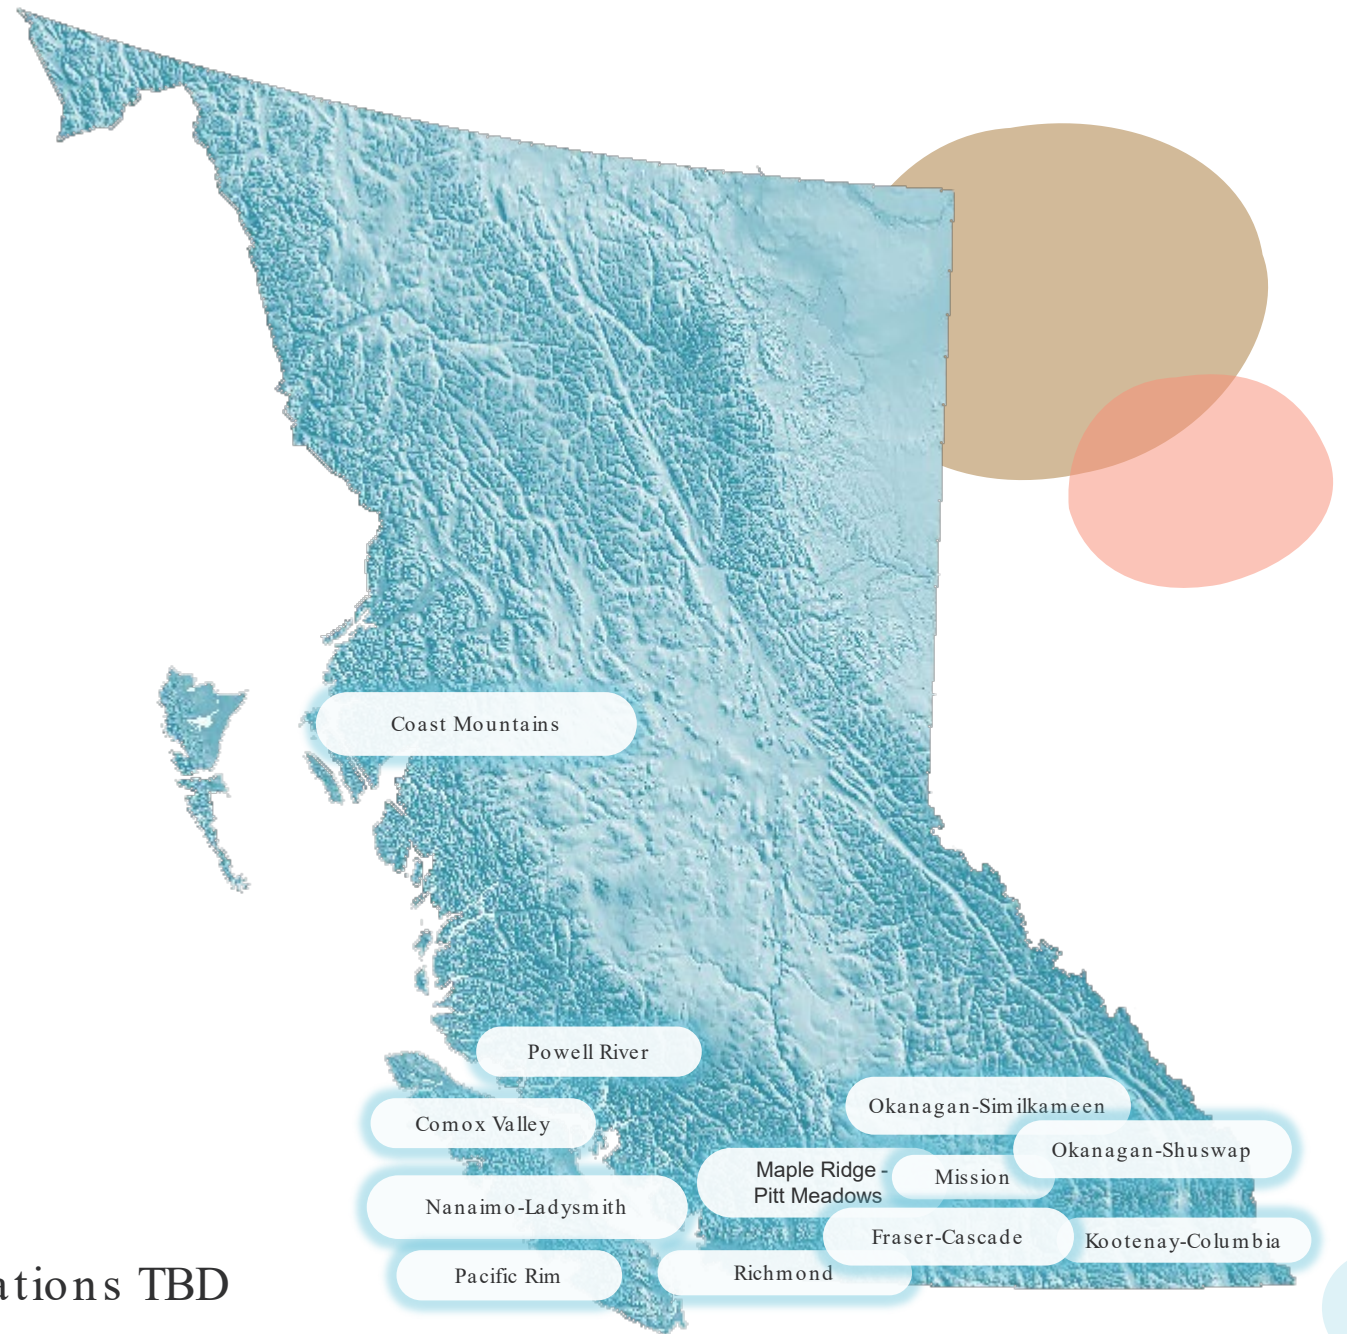 Coast Mountains
Powell River
Okanagan-Similkameen
Comox Valley
Okanagan-Shuswap
Maple Ridge -
Pitt Meadows
Mission
Nanaimo-Ladysmith
Fraser-Cascade
Kootenay-Columbia
Pacific Rim
Richmond
TBD